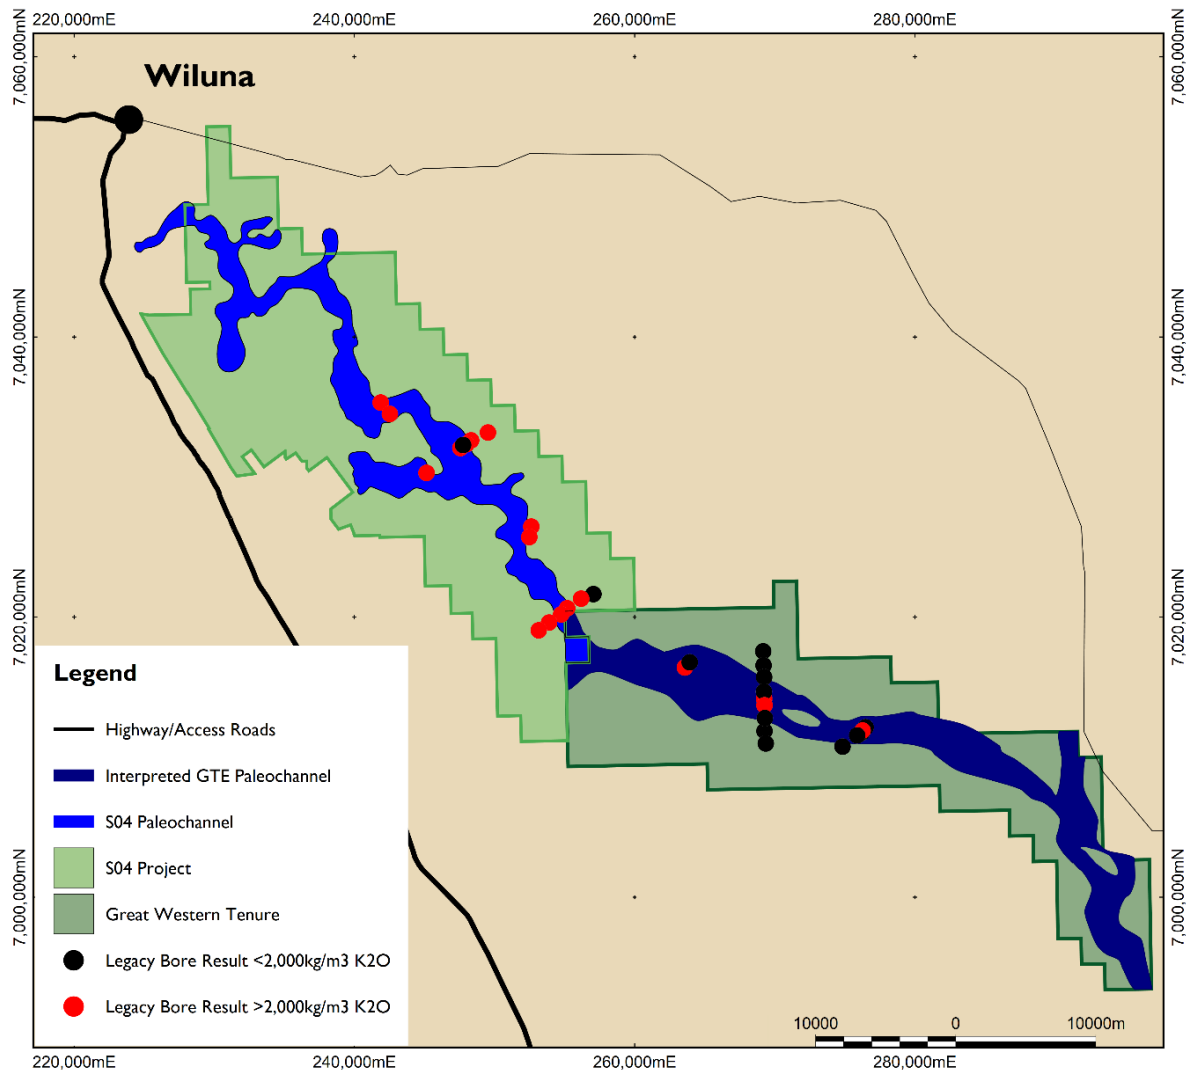 220,000mE
240,000mE
260,000mE
280,000mE
7,060,000mN
7,060,000mN
Wiluna
7,040,000mN
7,040,000mN
7,020,000mN
7,020,000mN
Legend
Highway/Access Roads
Interpreted GTE Paleochannel
S04 Paleochannel
S04 Project
Great Western Tenure
Legacy Bore Result <2,000kg/m3 K2O
Legacy Bore Result >2,000kg/m3 K2O
7,000,000mN
7,000,000mN
10000
0
10000m
220,000mE
240,000mE
260,000mE
280,000mE